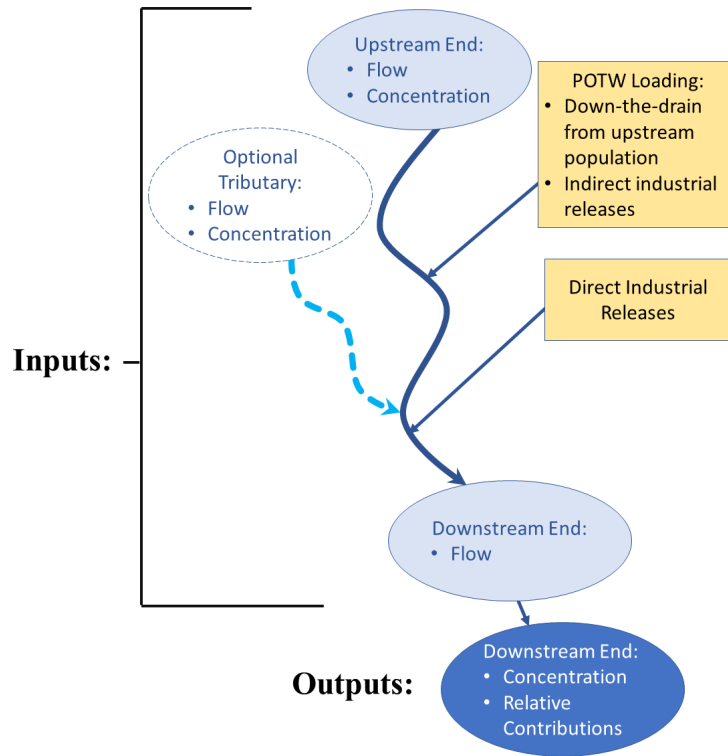 Upstream End:
• Flow
• Concentration
POTW Loading:
• Down-the-drain
from upstream
population
• Indirect industrial
releases
Optional
Tributary:
• Flow
• Concentration
Direct Industrial
Releases
Inputs:
Downstream End:
• Flow
Outputs:
Downstream End:
• Concentration
• Relative
Contributions